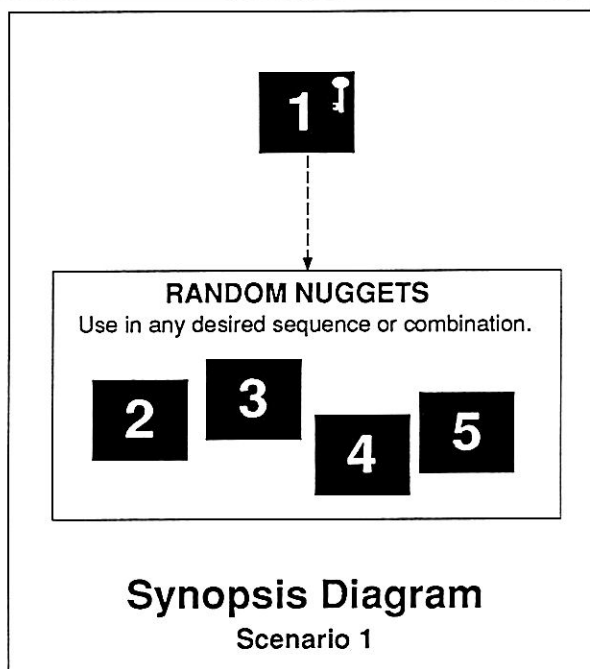 1
RANDOM NUGGETS
Use in any desired sequence or combination.
2
3
4
5
Synopsis Diagram
Scenario 1